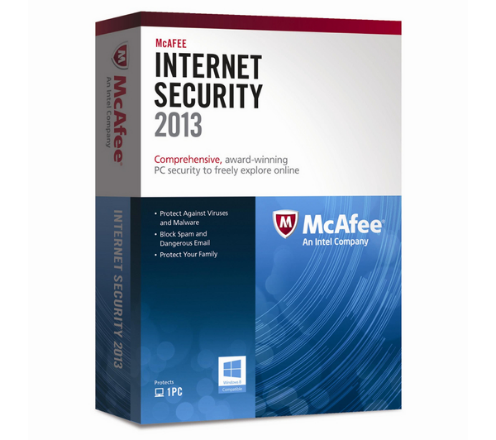 McAFEE
INTERNET
SECURITY
2013
Comprehensive, award-winning
PC security to freely explore online
• Protect Against Viruses
and Malware
• Block Spam and
Dangerous Email
• Protect Your Family
McAfee
An Intel Company
Protects
1PC
Windows 8
Compatible
McAfee
An Intel Company
INTERNET SECURITY 2013